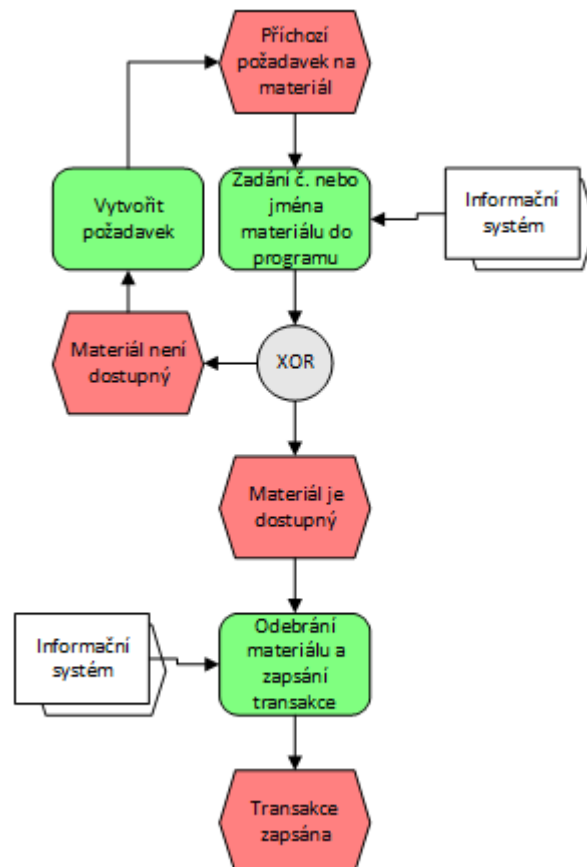 Příchozí
požadavek na
materiál
Vytvořit
požadavek
Zadání č. nebo
jména
materiálu do
programu
Informační
systém
Materiál není
dostupný
XOR
Materiál je
dostupný
Informační
systém
Odebrání
materiálu a
zapsání
transakce
Transakce
zapsána